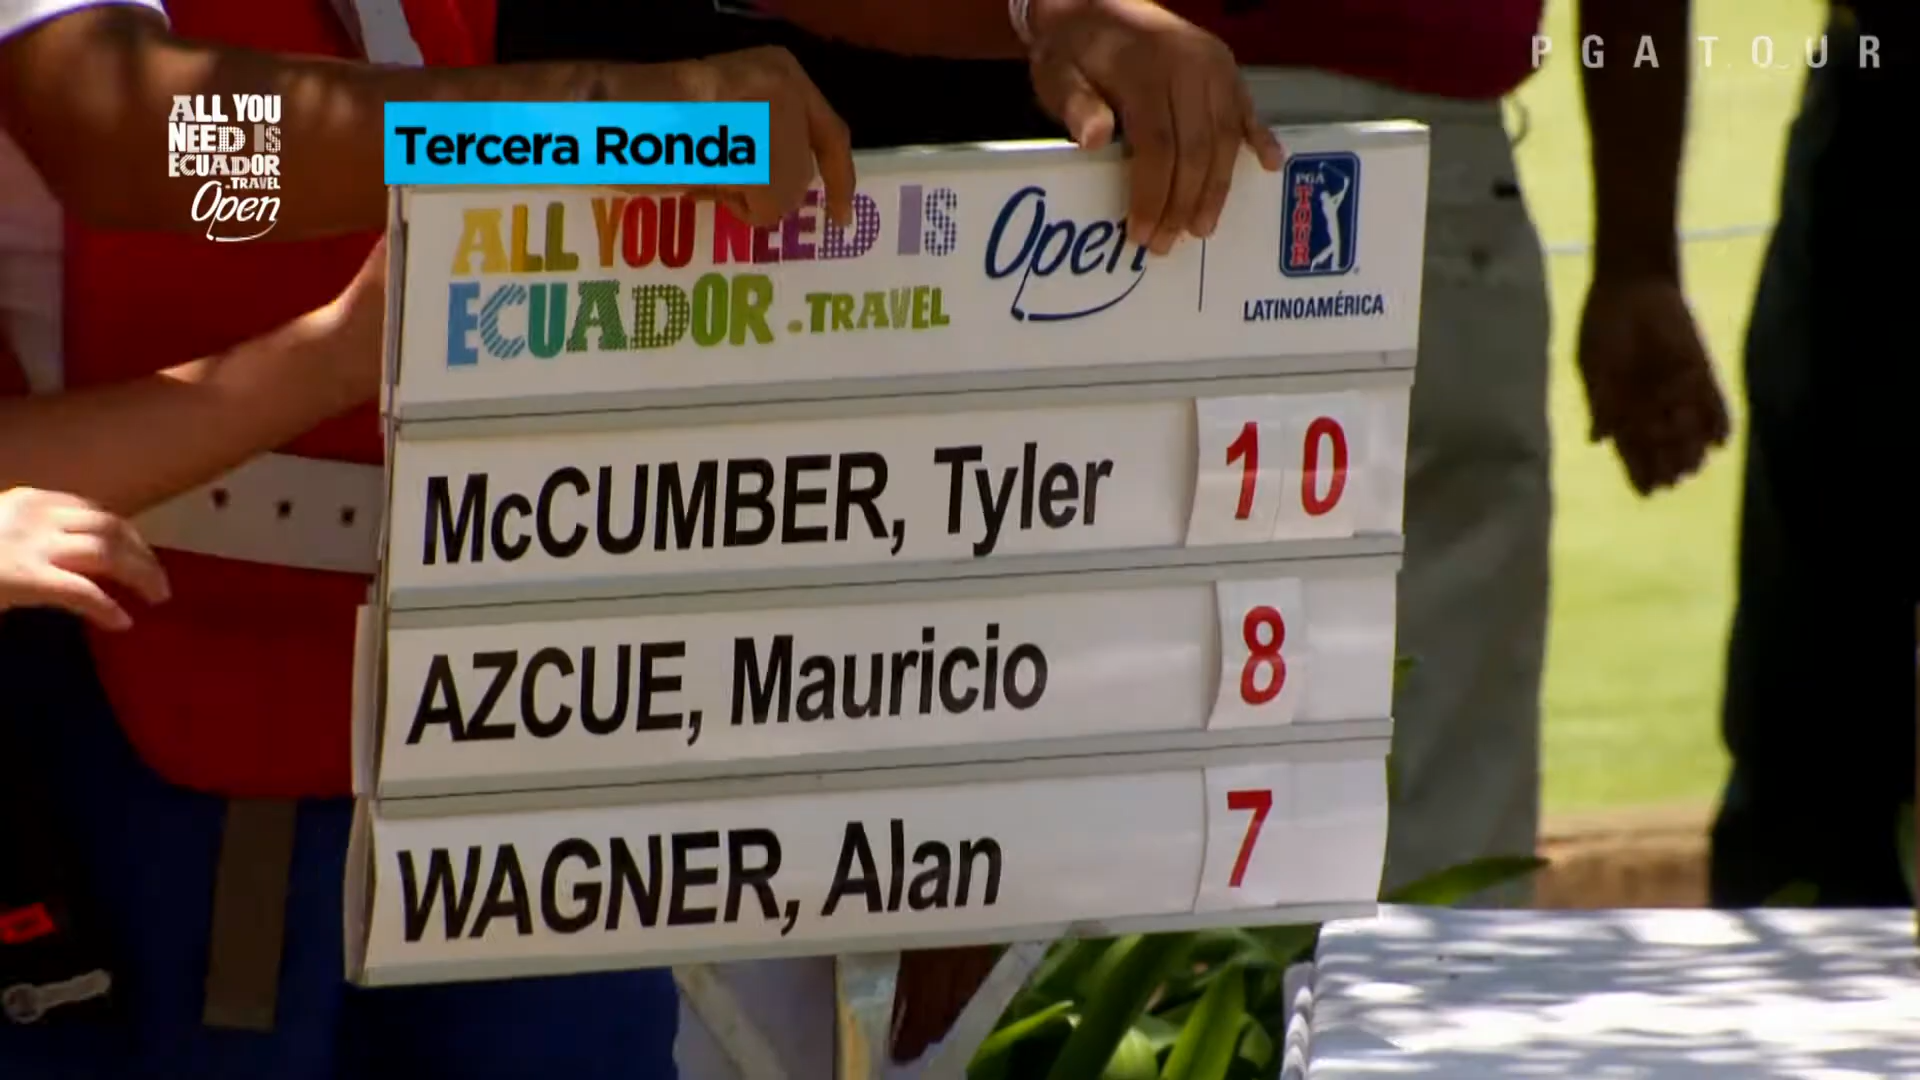 PGA TOUR
ALL YOU
NEED IS
ECUADOR
.TRAVEL
Open
Tercera Ronda
ALL YOU NEED IS
ECUADOR .TRAVEL
Open
PGA
TOUR
LATINOAMÉRICA
McCUMBER, Tyler 10
AZCUE, Mauricio 8
WAGNER, Alan 7